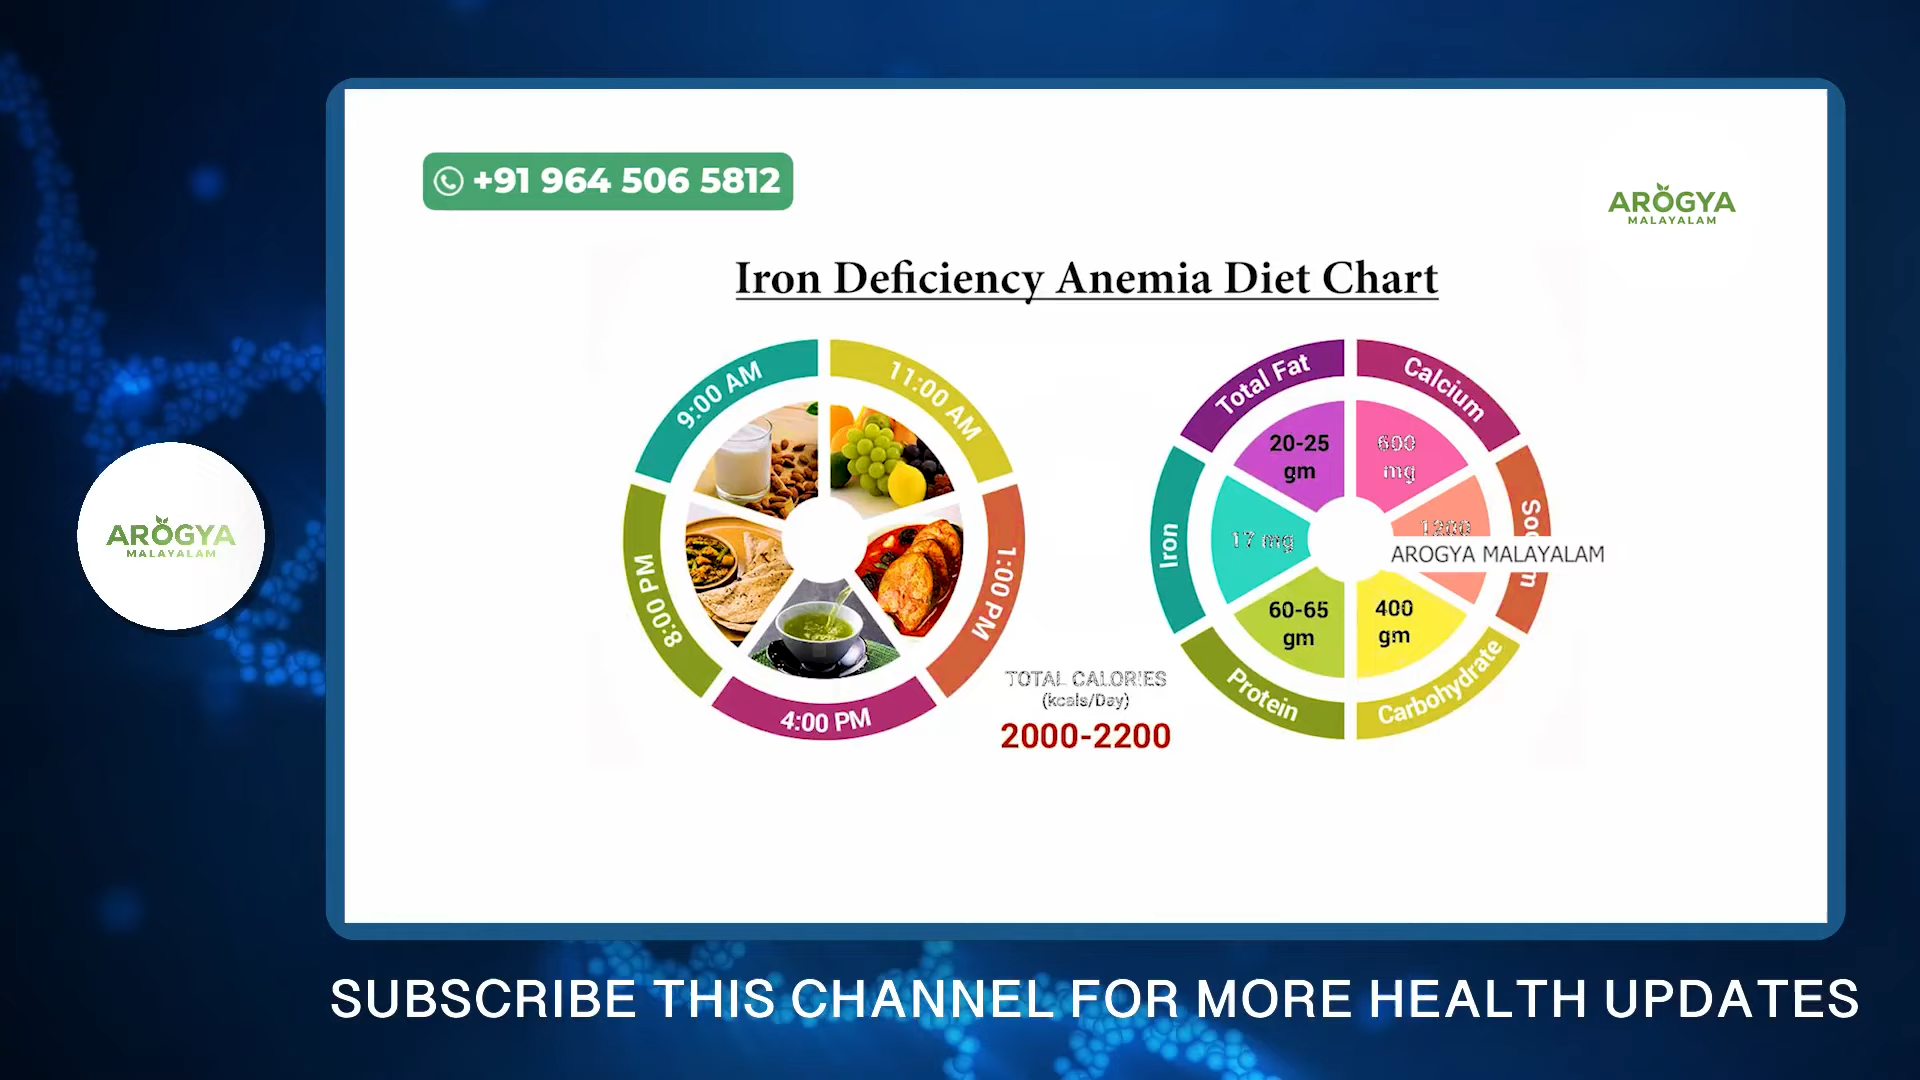 +91 964 506 5812
AROGYA
MALAYALAM
Iron Deficiency Anemia Diet Chart
9:00 AM
11:00 AM
1:00 PM
4:00 PM
8:00 PM
Total Fat
20-25
gm
Calcium
600
mg
1200
AROGYA MALAYALAM
Iron
17 mg
Protein
60-65
gm
Carbohydrate
400
gm
TOTAL CALORIES
(kcals/Day)
2000-2200
AROGYA
MALAYALAM
SUBSCRIBE THIS CHANNEL FOR MORE HEALTH UPDATES